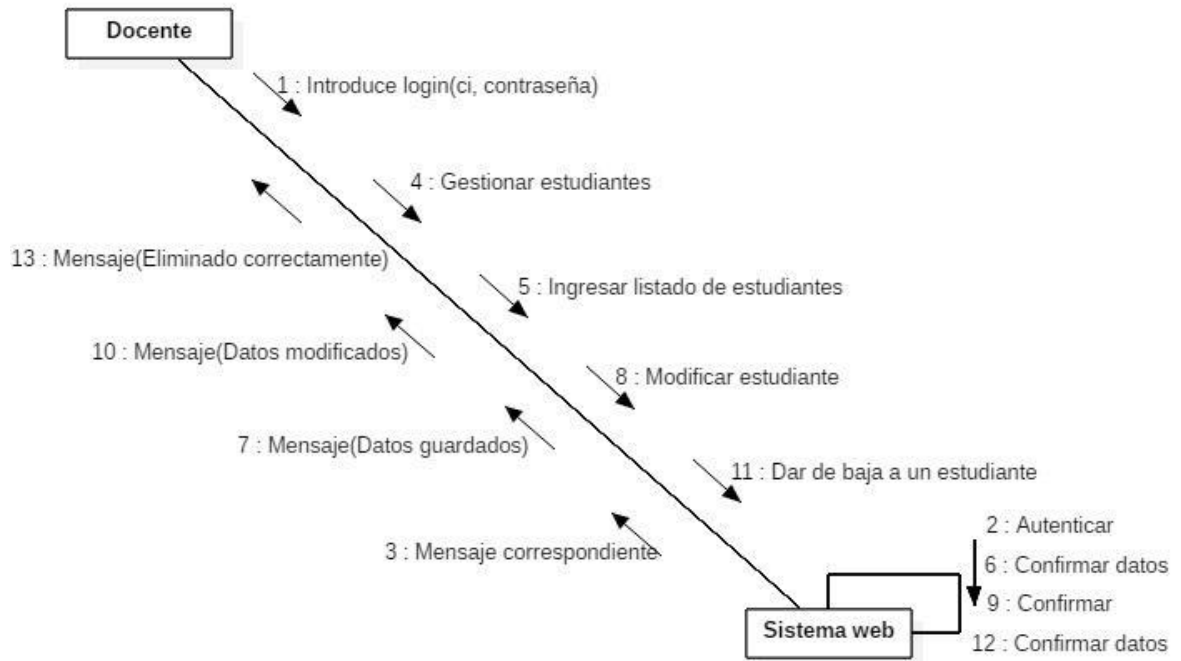 Docente
1 : Introduce login(ci, contraseña)
4 : Gestionar estudiantes
13 : Mensaje(Eliminado correctamente)
5 : Ingresar listado de estudiantes
10 : Mensaje(Datos modificados)
8 : Modificar estudiante
7 : Mensaje(Datos guardados)
11 : Dar de baja a un estudiante
3 : Mensaje correspondiente
2 : Autenticar
6 : Confirmar datos
9 : Confirmar
12 : Confirmar datos
Sistema web